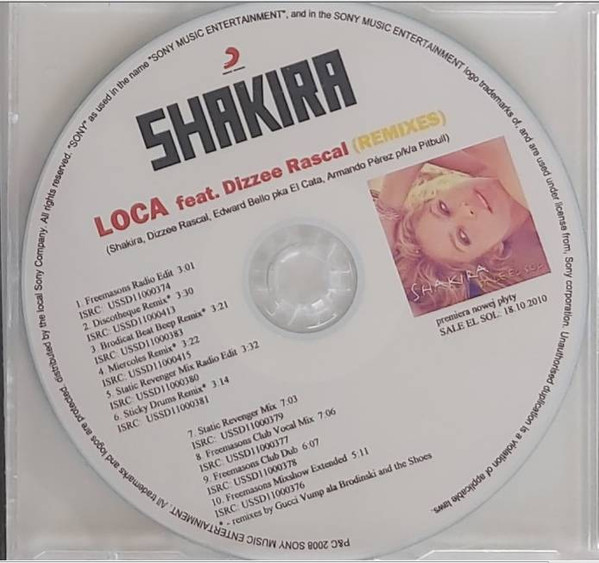 "SONY" as used in the name "SONY MUSIC ENTERTAINMENT", and in the SONY MUSIC ENTERTAINMENT logo trademarks of, and are used under license from, Sony corporation. Unauthorised duplication is a violation of applicable laws.
SONY MUSIC
SHAKIRA
LOCA feat. Dizzee Rascal (REMIXES)
(Shakira, Dizzee Rascal, Edward Bello pka El Cata, Armando Pérez p/k/a Pitbull)
SHAKIRA
SALE EL SOL
premiera nowej płyty
SALE EL SOL: 18.10.2010
1. Freemasons Radio Edit 3:01
ISRC: USSD11000374
2. Discotheque Remix* 3:30
ISRC: USSD11000413
3. Brodicat Beat Beep Remix* 3:21
ISRC: USSD11000383
4. Miercoles Remix* 3:22
ISRC: USSD11000415
5. Static Revenger Mix Radio Edit 3:32
ISRC: USSD11000380
6. Sticky Drums Remix* 3:14
ISRC: USSD11000381
7. Static Revenger Mix 7:03
ISRC: USSD11000379
8. Freemasons Club Vocal Mix 7:06
ISRC: USSD11000377
9. Freemasons Club Dub 6:07
ISRC: USSD11000378
10. Freemasons Mixshow Extended 5:11
ISRC: USSD11000376
* - remixes by Gucci Vump ala Brodinski and the Shoes
P&C 2008 SONY MUSIC ENTERTAINMENT. All trademarks and logos are protected. distributed by the local Sony Company. All rights reserved.